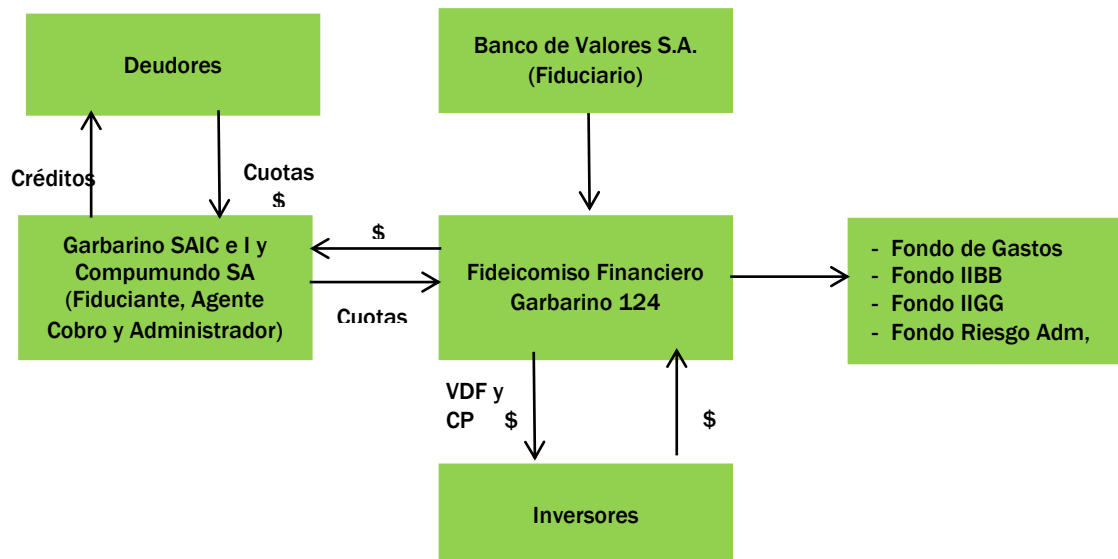 Deudores
Banco de Valores S.A.
(Fiduciario)
Créditos
Cuotas
$
Garbarino SAIC e I y
Compumundo SA
(Fiduciante, Agente
Cobro y Administrador)
$
Cuotas
Fideicomiso Financiero
Garbarino 124
- Fondo de Gastos
- Fondo IIBB
- Fondo IIGG
- Fondo Riesgo Adm,
VDF y
CP $
$
Inversores